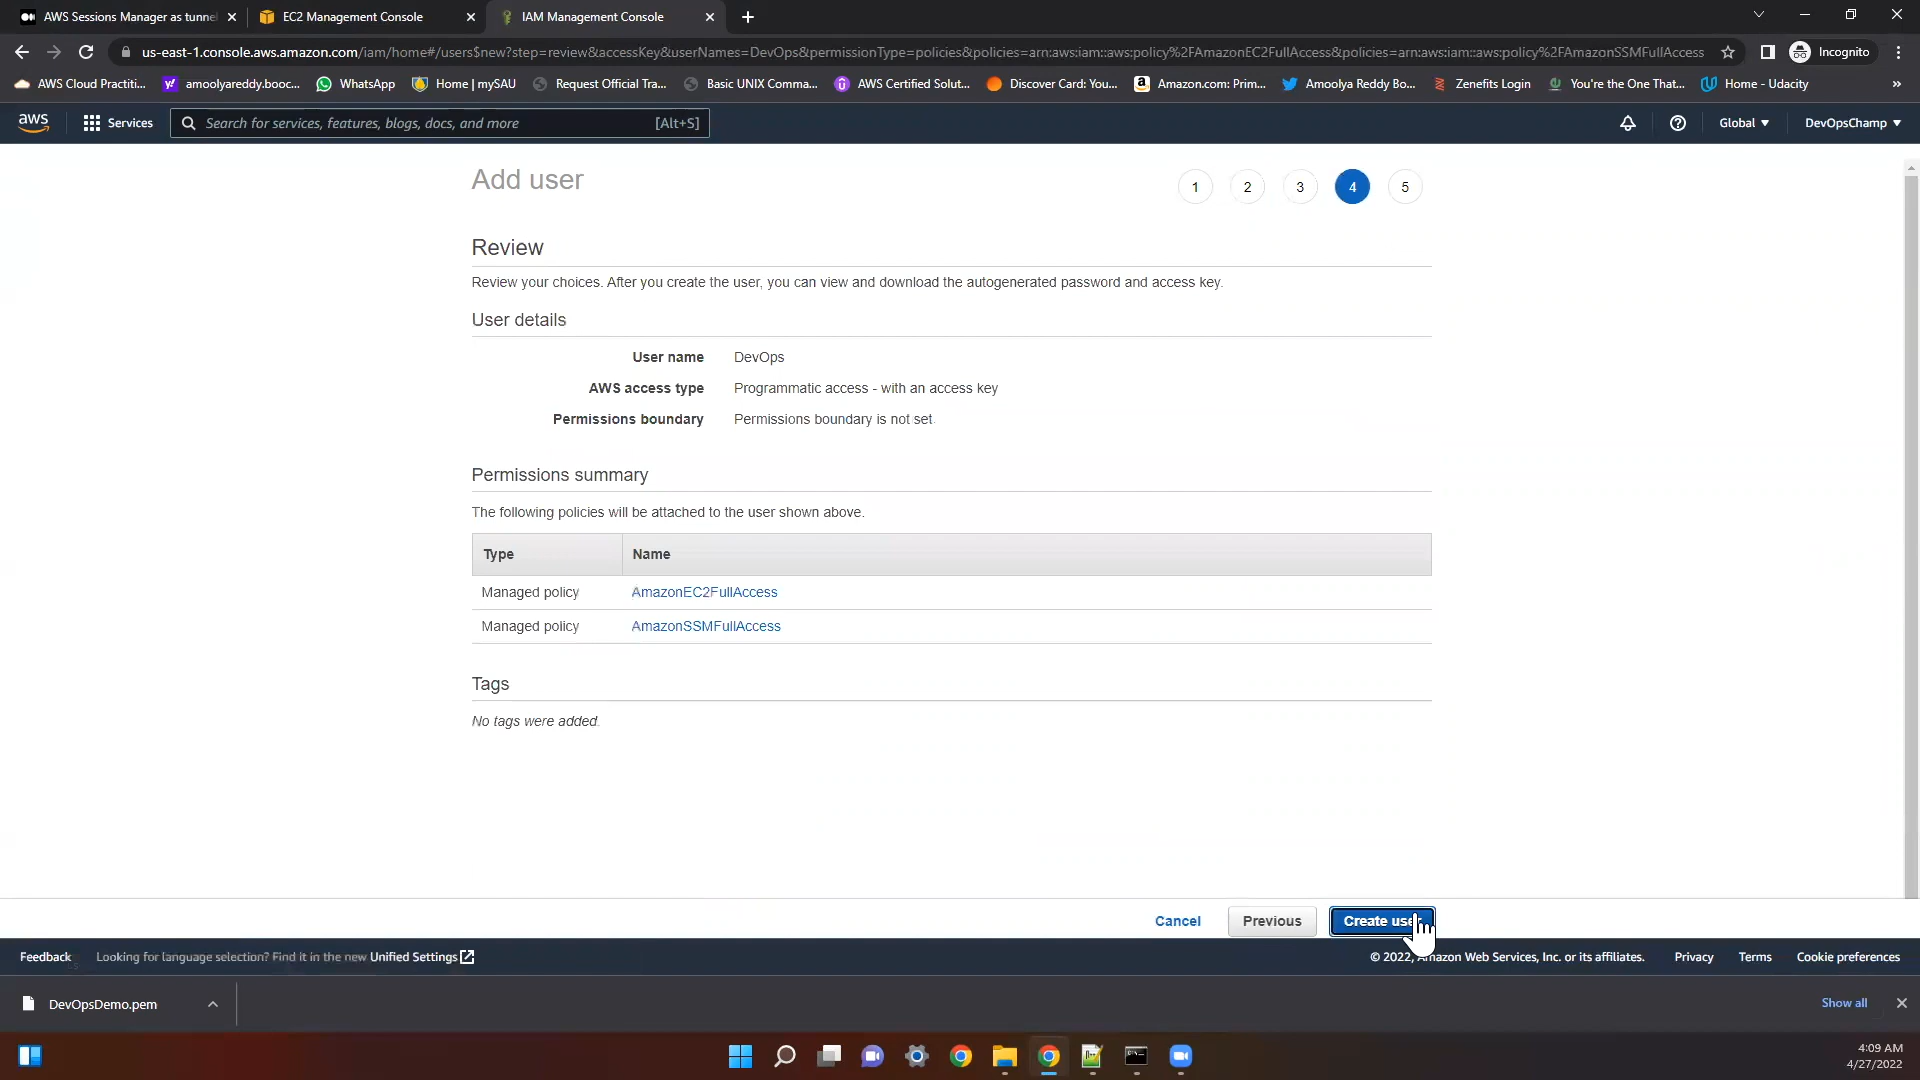 AWS Sessions Manager as tunnel
EC2 Management Console
IAM Management Console
us-east-1.console.aws.amazon.com/iam/home#/users$new?step=review&accessKey&userNames=DevOps&permissionType=policies&policies=arn:aws:iam::aws:policy%2FAmazonEC2FullAccess&policies=arn:aws:iam::aws:policy%2FAmazonSSMFullAccess
Incognito
AWS Cloud Practiti...
amoolyareddy.booc...
WhatsApp
Home | mySAU
Request Official Tra...
Basic UNIX Comma...
AWS Certified Solut...
Discover Card: You...
Amazon.com: Prim...
Amoolya Reddy Bo...
Zenefits Login
You're the One That...
Home - Udacity
»
aws
Services
Search for services, features, blogs, docs, and more
[Alt+S]
Global
DevOpsChamp
Add user
1 2 3 4 5
Review
Review your choices. After you create the user, you can view and download the autogenerated password and access key.
User details
User name DevOps
AWS access type Programmatic access - with an access key
Permissions boundary Permissions boundary is not set
Permissions summary
The following policies will be attached to the user shown above.
Type Name
Managed policy AmazonEC2FullAccess
Managed policy AmazonSSMFullAccess
Tags
No tags were added.
Cancel
Previous
Create user
Feedback
Looking for language selection? Find it in the new Unified Settings
© 2022, Amazon Web Services, Inc. or its affiliates.
Privacy
Terms
Cookie preferences
DevOpsDemo.pem
Show all
4:09 AM
4/27/2022